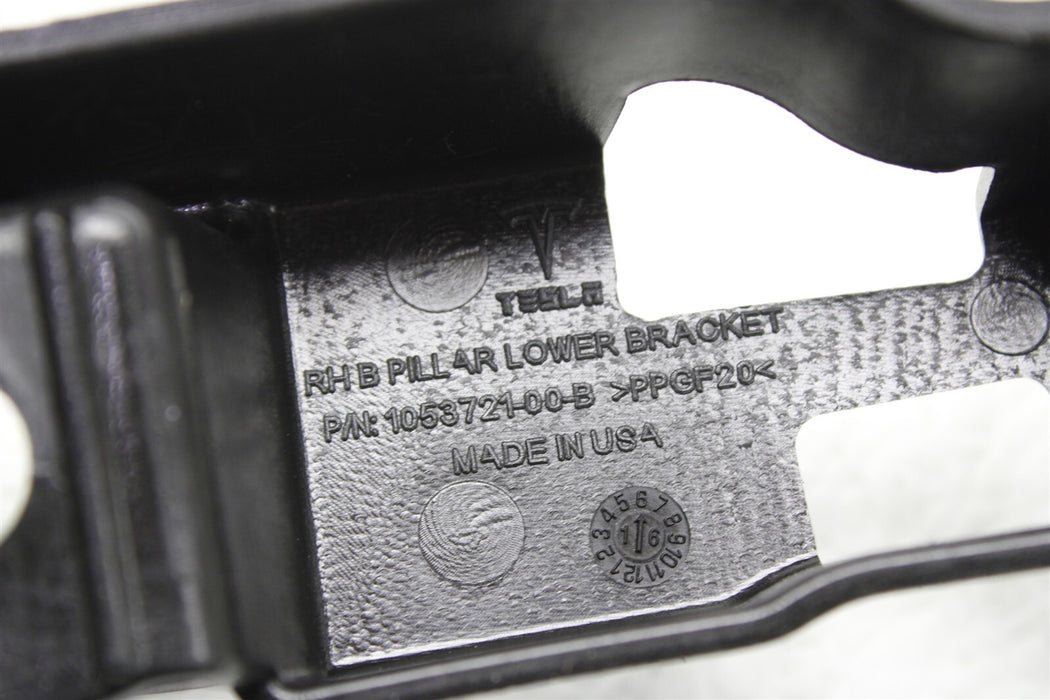 TESLA
RH B PILLAR LOWER BRACKET
P/N: 1053721-00-B >PPGF20<
MADE IN USA
1 2 3 4 5 6 7 8 9 10 11 12
1 6